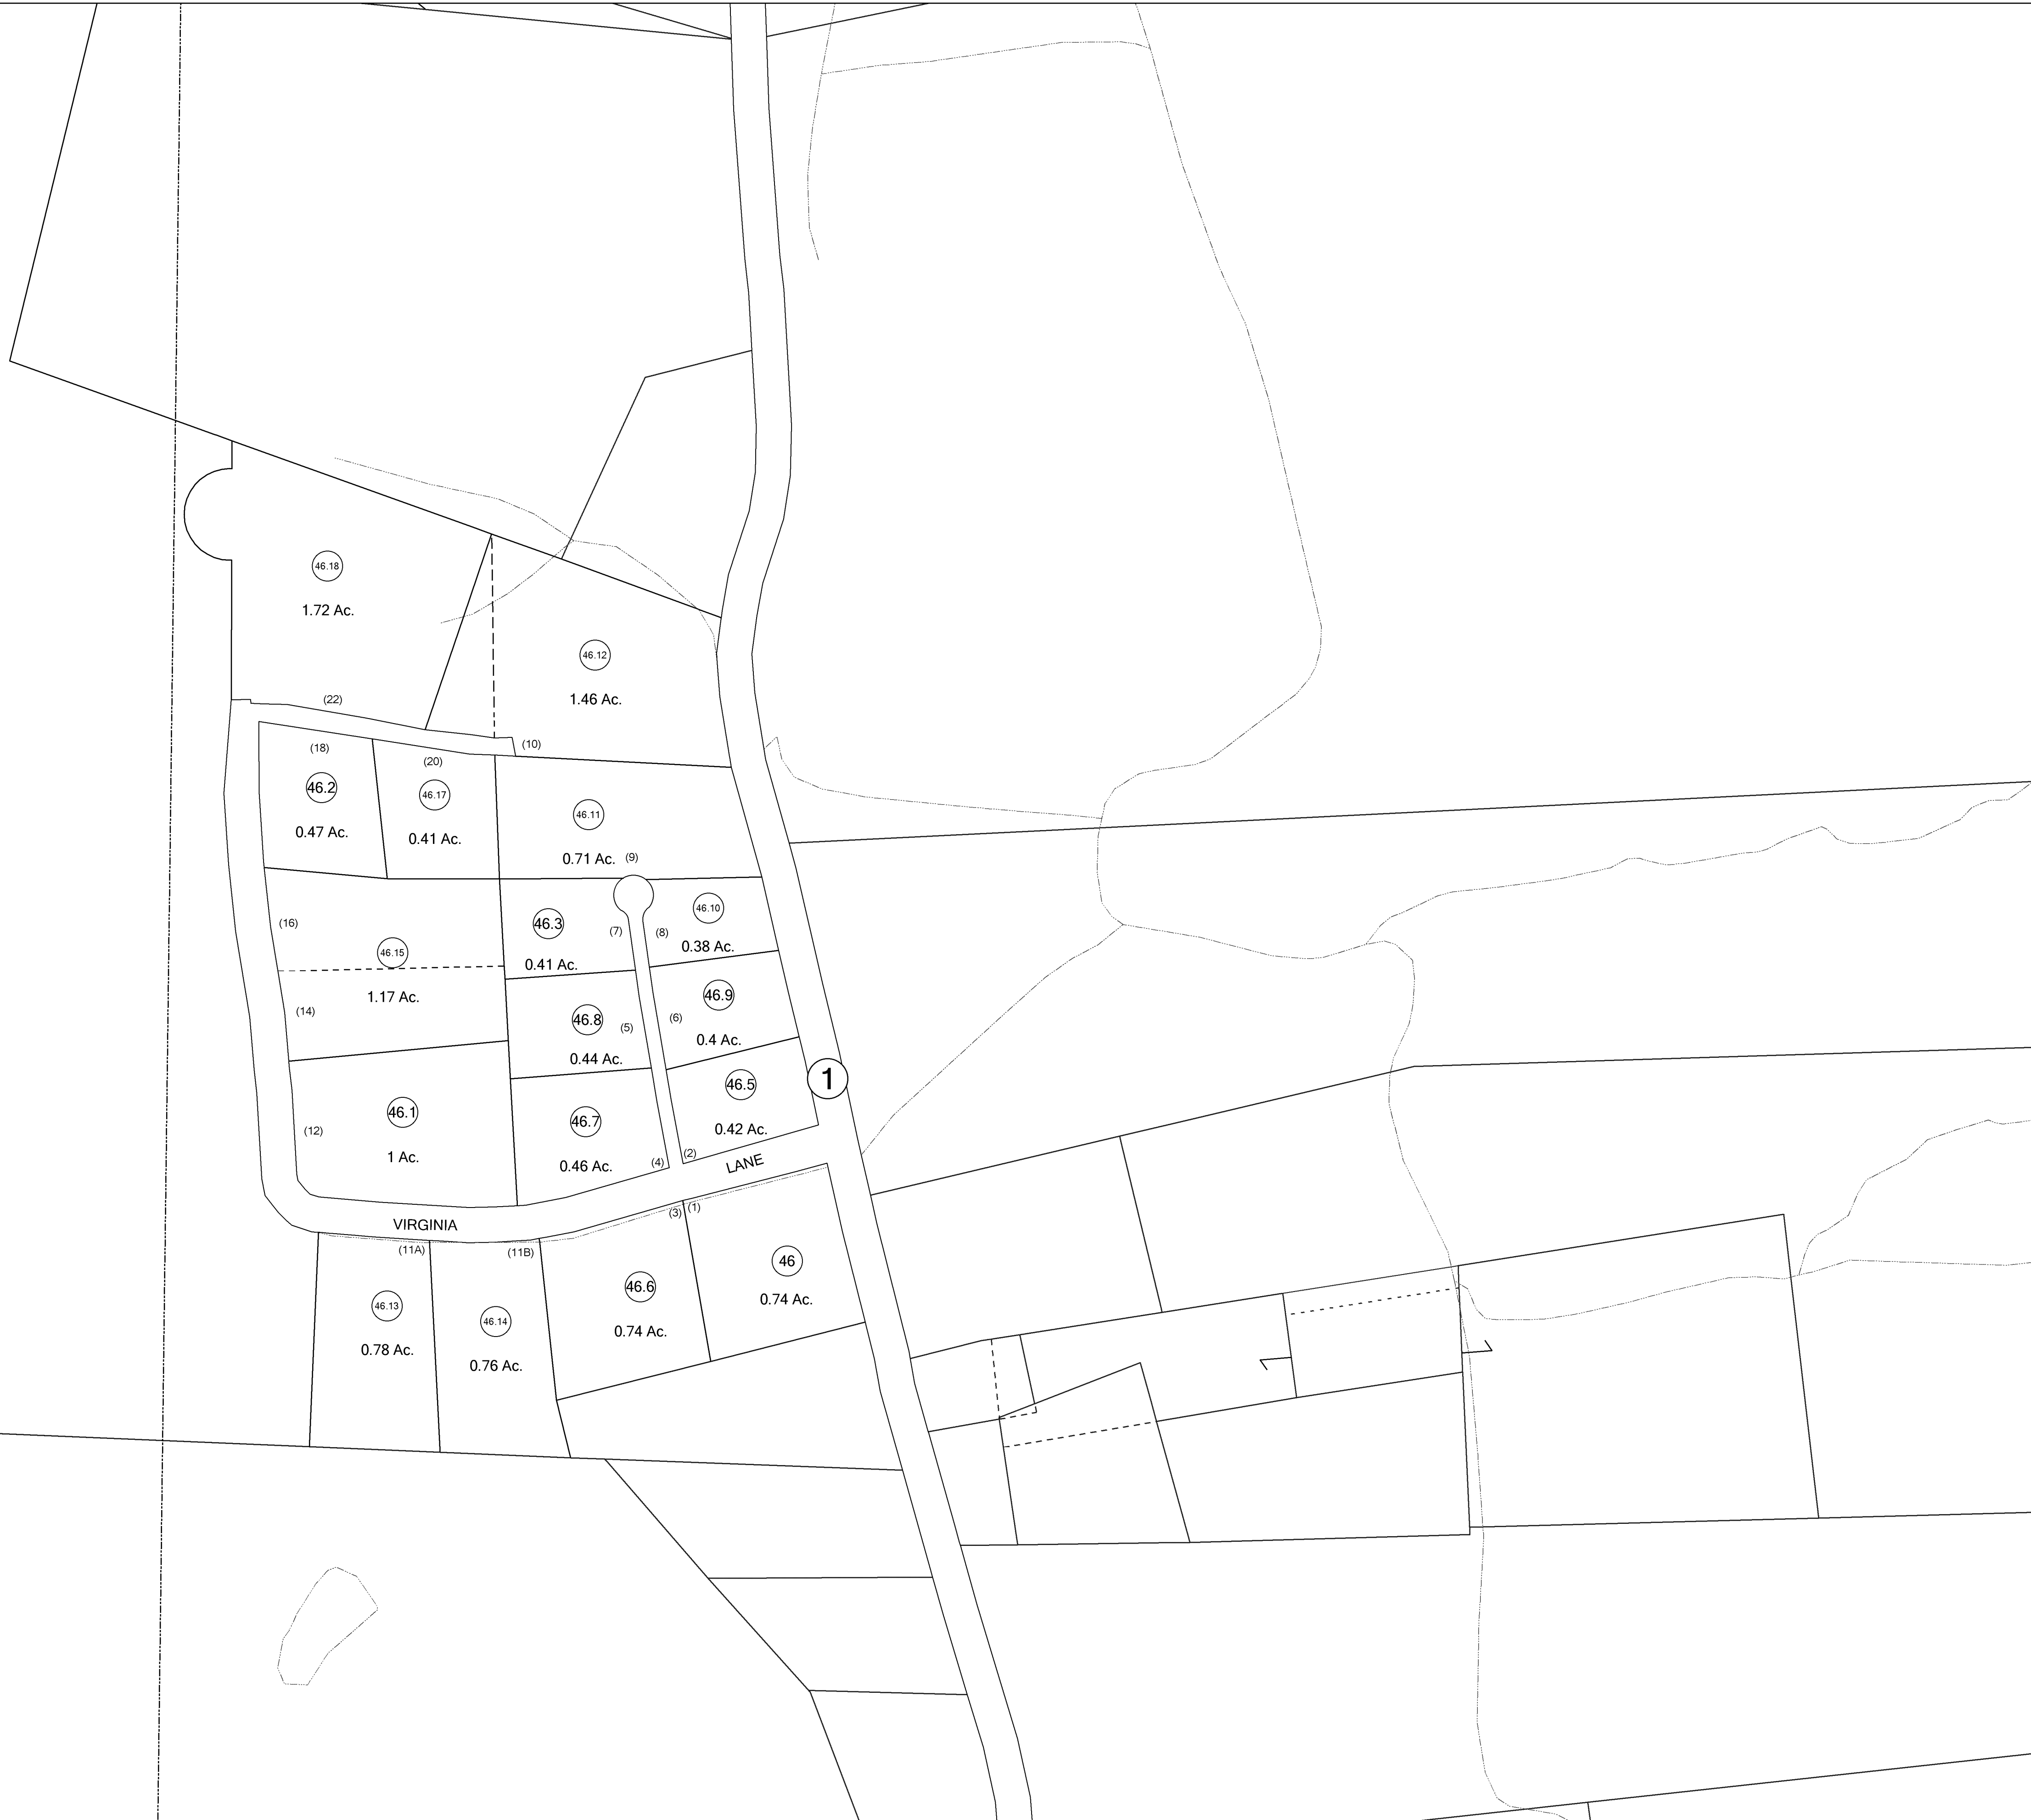 46.18
1.72 Ac.
46.12
1.46 Ac.
(22)
(10)
(18)
(20)
46.2
46.17
0.47 Ac.
0.41 Ac.
46.11
0.71 Ac.
(9)
46.3
0.41 Ac.
(7)
(8)
46.10
0.38 Ac.
(16)
46.15
1.17 Ac.
(14)
46.8
0.44 Ac.
(5)
(6)
46.9
0.4 Ac.
46.1
1 Ac.
(12)
46.7
0.46 Ac.
(4)
(2)
46.5
0.42 Ac.
1
LANE
VIRGINIA
(3)
(1)
(11A)
(11B)
46.13
0.78 Ac.
46.14
0.76 Ac.
46.6
0.74 Ac.
46
0.74 Ac.